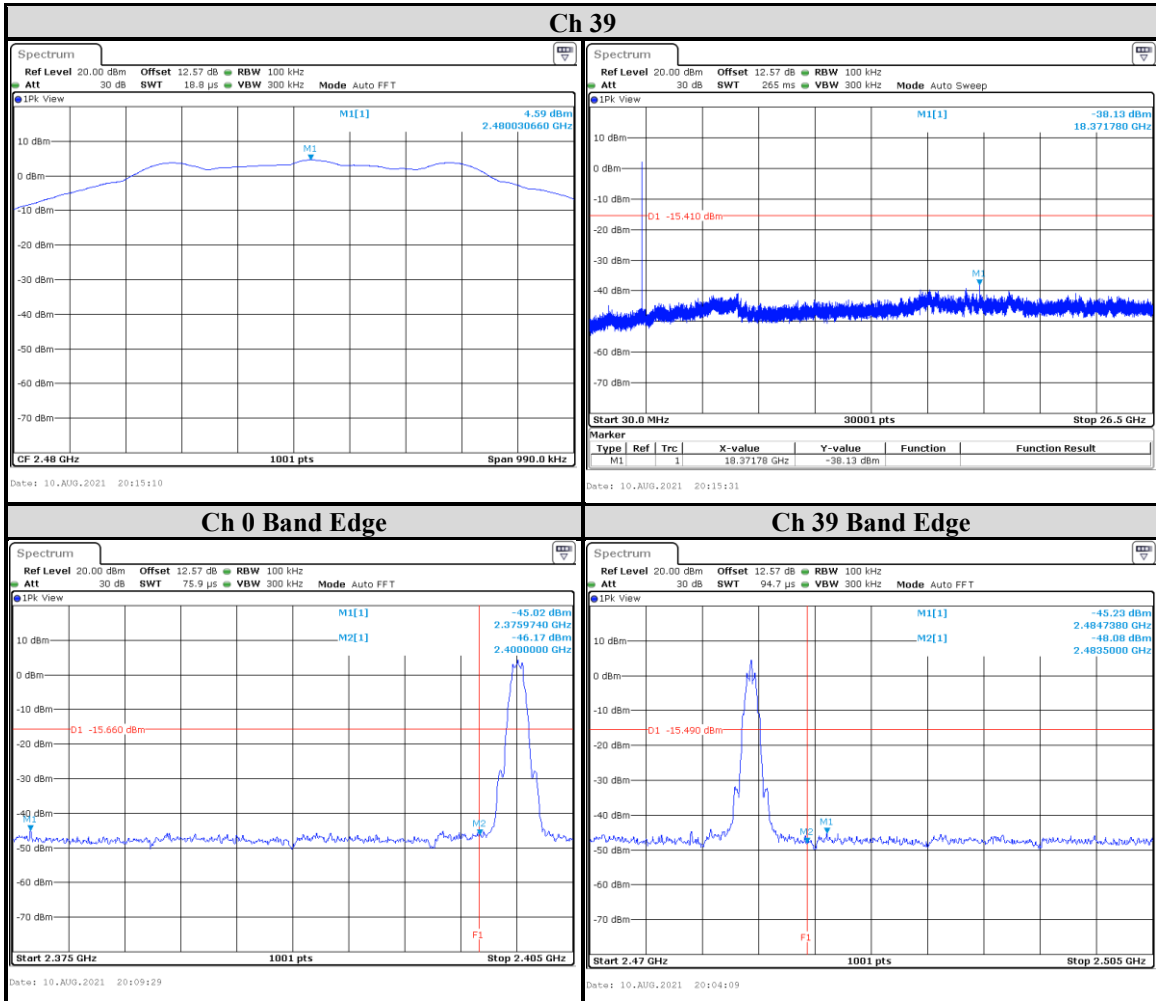 Ch 39
Spectrum
Ref Level 20.00 dBm Offset 12.57 dB RBW 100 kHz
Att 30 dB SWT 18.8 µs VBW 300 kHz Mode Auto FFT
1Pk View
M1[1] 4.59 dBm
2.480030660 GHz
10 dBm
M1
0 dBm
-10 dBm
-20 dBm
-30 dBm
-40 dBm
-50 dBm
-60 dBm
-70 dBm
CF 2.48 GHz 1001 pts Span 990.0 kHz
Date: 10.AUG.2021 20:15:10
Spectrum
Ref Level 20.00 dBm Offset 12.57 dB RBW 100 kHz
Att 30 dB SWT 265 ms VBW 300 kHz Mode Auto Sweep
1Pk View
M1[1] -38.13 dBm
18.371780 GHz
10 dBm
0 dBm
-10 dBm
D1 -15.410 dBm
-20 dBm
-30 dBm
M1
-40 dBm
-50 dBm
-60 dBm
-70 dBm
Start 30.0 MHz 30001 pts Stop 26.5 GHz
Marker
Type Ref Trc X-value Y-value Function Function Result
M1 1 18.37178 GHz -38.13 dBm
Date: 10.AUG.2021 20:15:31
Ch 0 Band Edge
Spectrum
Ref Level 20.00 dBm Offset 12.57 dB RBW 100 kHz
Att 30 dB SWT 75.9 µs VBW 300 kHz Mode Auto FFT
1Pk View
M1[1] -45.02 dBm
2.3759740 GHz
10 dBm M2[1] -46.17 dBm
2.4000000 GHz
0 dBm
-10 dBm
D1 -15.660 dBm
-20 dBm
-30 dBm
-40 dBm
M1 M2
-50 dBm
-60 dBm
-70 dBm
F1
Start 2.375 GHz 1001 pts Stop 2.405 GHz
Date: 10.AUG.2021 20:09:29
Ch 39 Band Edge
Spectrum
Ref Level 20.00 dBm Offset 12.57 dB RBW 100 kHz
Att 30 dB SWT 94.7 µs VBW 300 kHz Mode Auto FFT
1Pk View
M1[1] -45.23 dBm
2.4847380 GHz
10 dBm M2[1] -48.08 dBm
2.4835000 GHz
0 dBm
-10 dBm
D1 -15.490 dBm
-20 dBm
-30 dBm
-40 dBm
M2 M1
-50 dBm
-60 dBm
-70 dBm
F1
Start 2.47 GHz 1001 pts Stop 2.505 GHz
Date: 10.AUG.2021 20:04:09